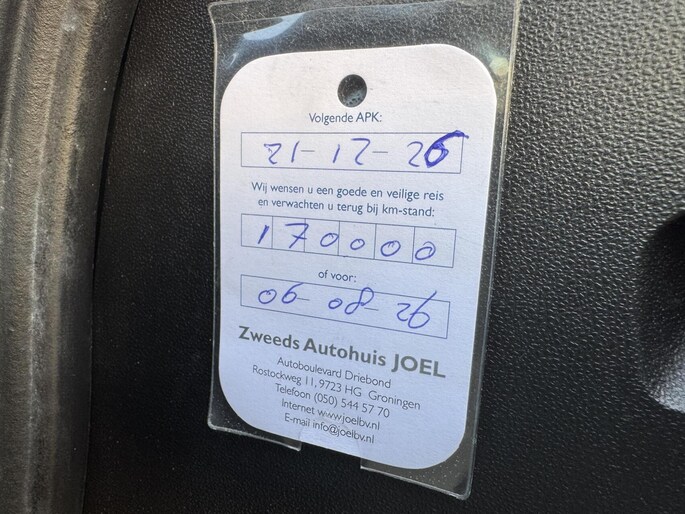 Volgende APK:
21-12-26
Wij wensen u een goede en veilige reis
en verwachten u terug bij km-stand:
170000
of voor:
06-08-26
Zweeds Autohuis JOEL
Autoboulevard Driebond
Rostockweg 11, 9723 HG Groningen
Telefoon (050) 544 57 70
Internet www.joelbv.nl
E-mail info@joelbv.nl